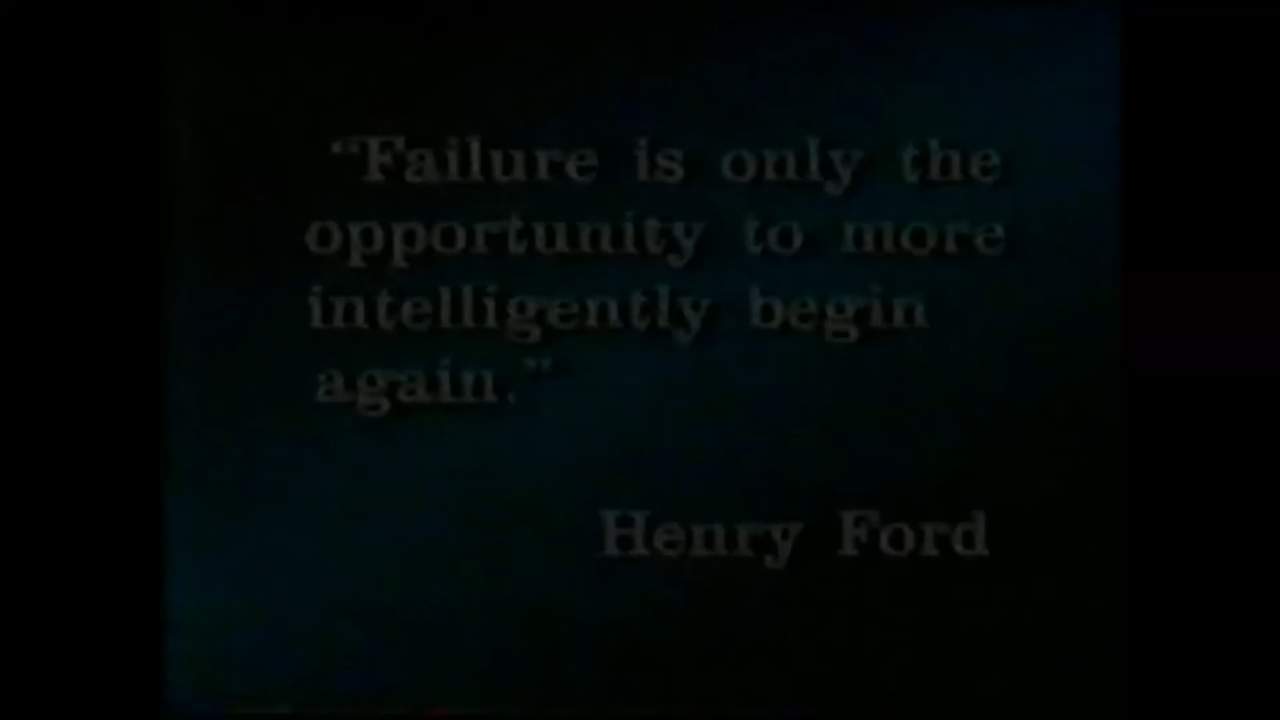 “Failure is only the
opportunity to more
intelligently begin
again.”
Henry Ford